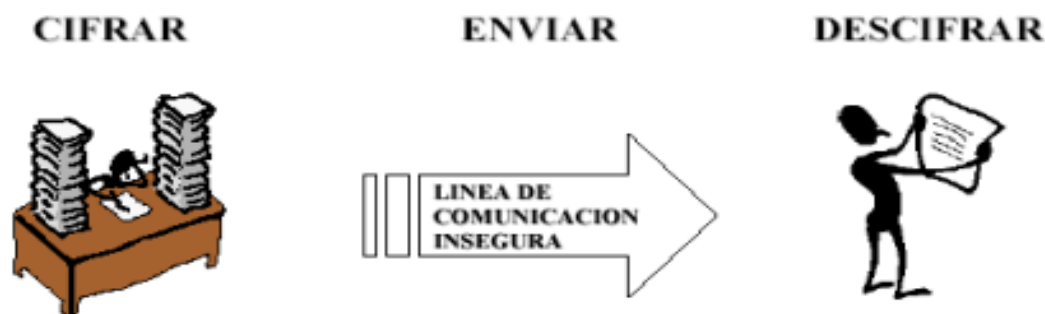 CIFRAR
ENVIAR
DESCIFRAR
LINEA DE
COMUNICACION
INSEGURA